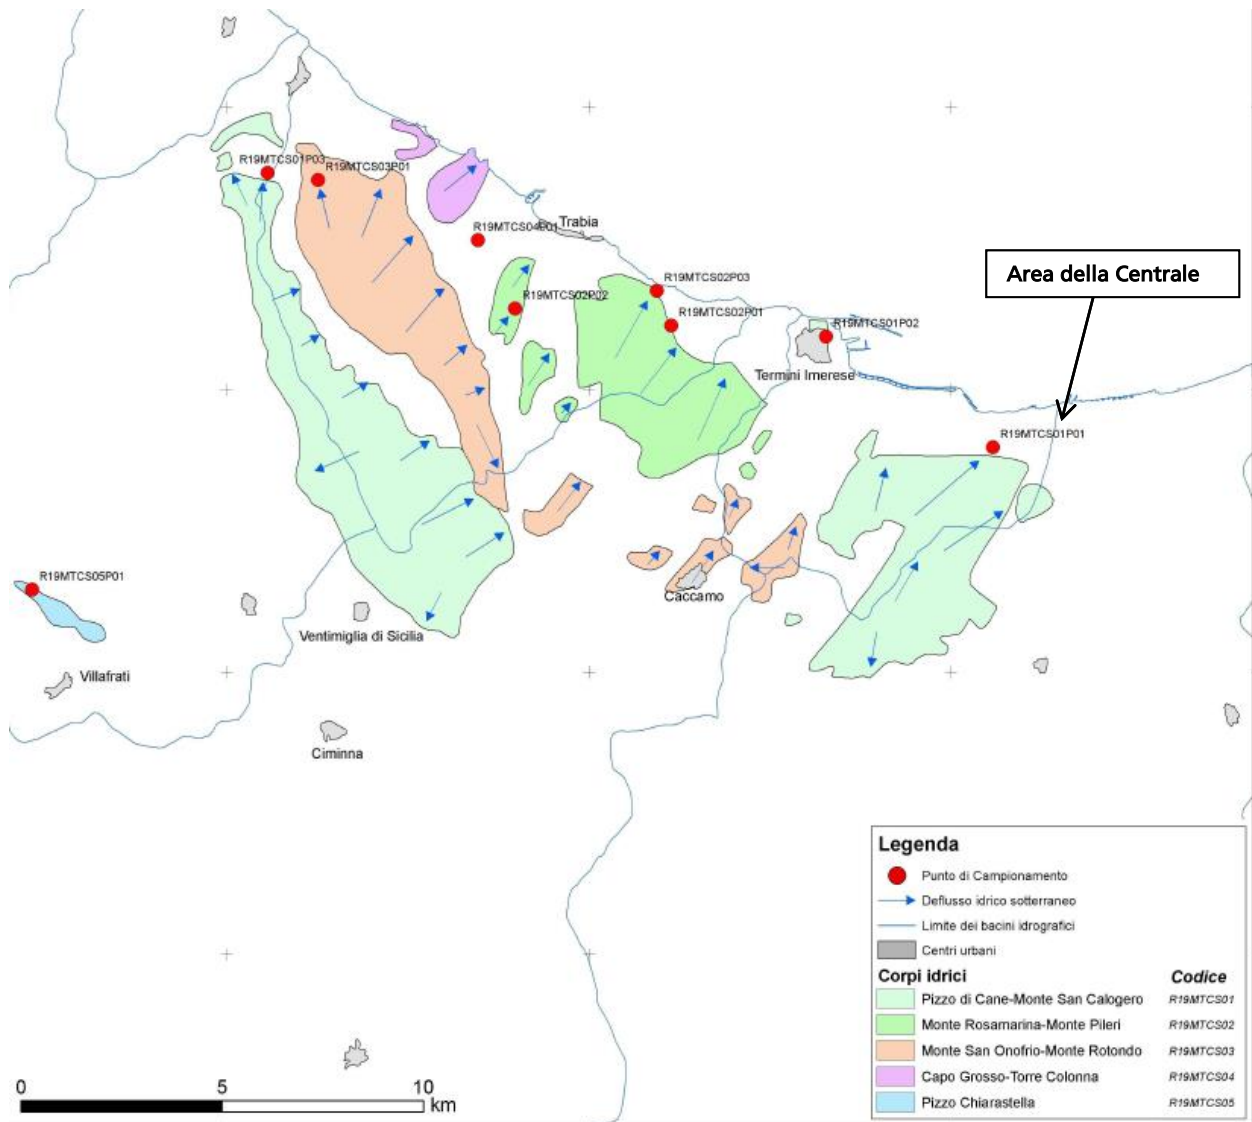 R19MTCS01P03
R19MTCS03P01
R19MTCS04P01
Trabia
Area della Centrale
R19MTCS02P03
R19MTCS02P02
R19MTCS02P01
R19MTCS01P02
Termini Imerese
R19MTCS01P01
R19MTCS05P01
Caccamo
Ventimiglia di Sicilia
Villafrati
Ciminna
Legenda
Punto di Campionamento
Deflusso idrico sotterraneo
Limite dei bacini idrografici
Centri urbani
Corpi idrici Codice
Pizzo di Cane-Monte San Calogero R19MTCS01
Monte Rosamarina-Monte Pileri R19MTCS02
Monte San Onofrio-Monte Rotondo R19MTCS03
Capo Grosso-Torre Colonna R19MTCS04
Pizzo Chiarastella R19MTCS05
0 5 10
km